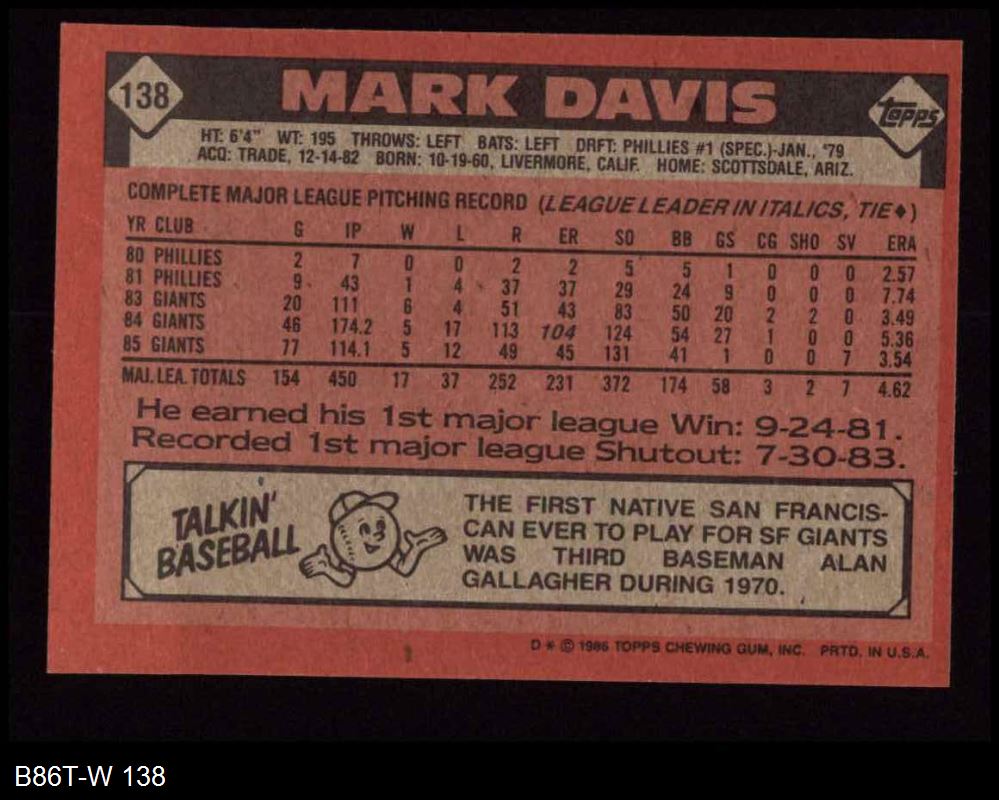 138
MARK DAVIS
topps
HT: 6'4" WT: 195 THROWS: LEFT BATS: LEFT DRFT: PHILLIES #1 (SPEC.)-JAN., '79
ACQ: TRADE, 12-14-82 BORN: 10-19-60, LIVERMORE, CALIF. HOME: SCOTTSDALE, ARIZ.
COMPLETE MAJOR LEAGUE PITCHING RECORD (LEAGUE LEADER IN ITALICS, TIE♦)
YR CLUB G IP W L R ER SO BB GS CG SHO SV ERA
80 PHILLIES 2 7 0 0 2 2 5 5 1 0 0 0 2.57
81 PHILLIES 9 43 1 4 37 37 29 24 9 0 0 0 7.74
83 GIANTS 20 111 6 4 51 43 83 50 20 2 2 0 3.49
84 GIANTS 46 174.2 5 17 113 104 124 54 27 1 0 0 5.36
85 GIANTS 77 114.1 5 12 49 45 131 41 1 0 0 7 3.54
MAJ. LEA. TOTALS 154 450 17 37 252 231 372 174 58 3 2 7 4.62
He earned his 1st major league Win: 9-24-81.
Recorded 1st major league Shutout: 7-30-83.
TALKIN'
BASEBALL
THE FIRST NATIVE SAN FRANCIS-
CAN EVER TO PLAY FOR SF GIANTS
WAS THIRD BASEMAN ALAN
GALLAGHER DURING 1970.
D * © 1986 TOPPS CHEWING GUM, INC. PRTD. IN U.S.A.
B86T-W 138